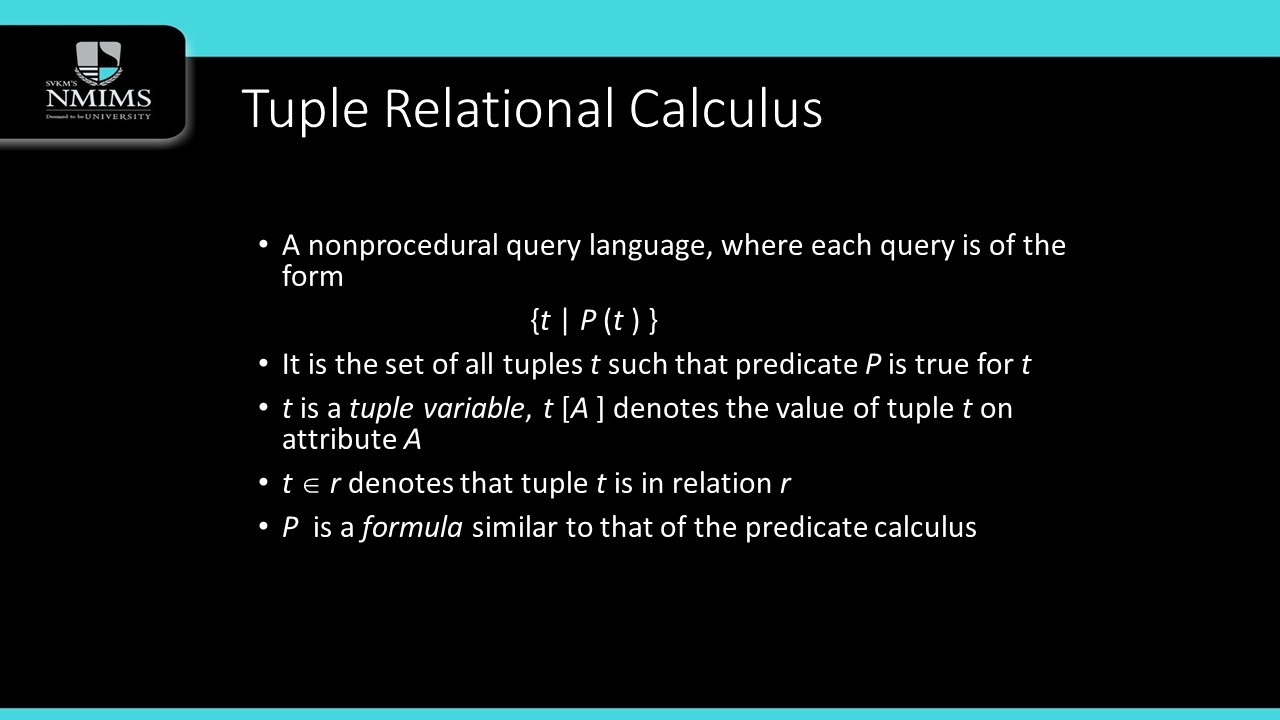 SVKM'S
NMIMS
Deemed to be UNIVERSITY
Tuple Relational Calculus
• A nonprocedural query language, where each query is of the
form
{t | P (t ) }
• It is the set of all tuples t such that predicate P is true for t
• t is a tuple variable, t [A ] denotes the value of tuple t on
attribute A
• t ∈ r denotes that tuple t is in relation r
• P is a formula similar to that of the predicate calculus